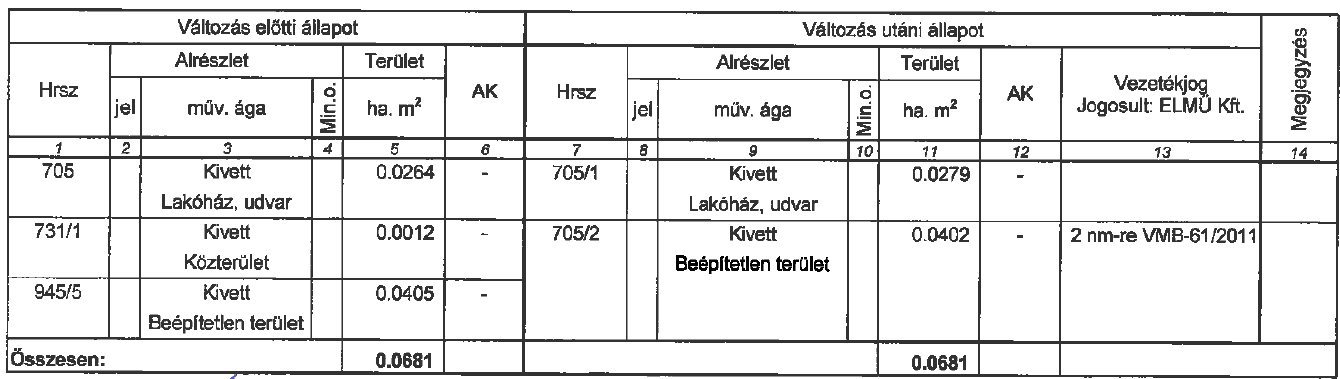 Változás előtti állapot Változás utáni állapot Megjegyzés
Hrsz Alrészlet Terület AK Hrsz Alrészlet Terület AK Vezetékjog
Jogosult: ELMŰ Kft.
jel műv. ága Min.o. ha. m² jel műv. ága Min.o. ha. m²
1 2 3 4 5 6 7 8 9 10 11 12 13 14
705 Kivett 0.0264 - 705/1 Kivett 0.0279 -
Lakóház, udvar Lakóház, udvar
731/1 Kivett 0.0012 - 705/2 Kivett 0.0402 - 2 nm-re VMB-61/2011
Közterület Beépítetlen terület
945/5 Kivett 0.0405 -
Beépítetlen terület
Összesen: 0.0681 0.0681